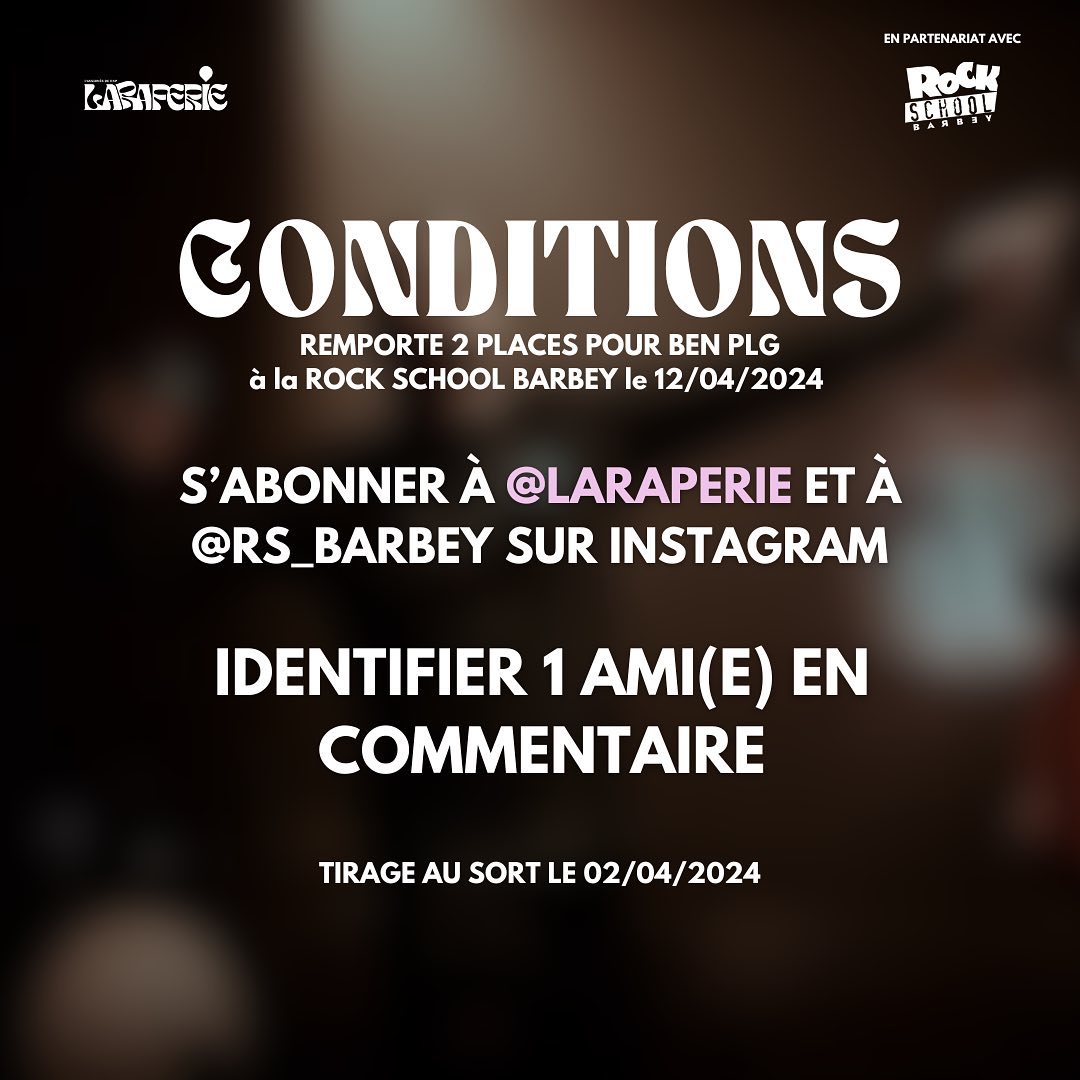 EN PARTENARIAT AVEC
LARAPERIE
ROCK
SCHOOL
BARBEY
CONDITIONS
REMPORTE 2 PLACES POUR BEN PLG
à la ROCK SCHOOL BARBEY le 12/04/2024
S’ABONNER À @LARAPERIE ET À
@RS_BARBEY SUR INSTAGRAM
IDENTIFIER 1 AMI(E) EN
COMMENTAIRE
TIRAGE AU SORT LE 02/04/2024